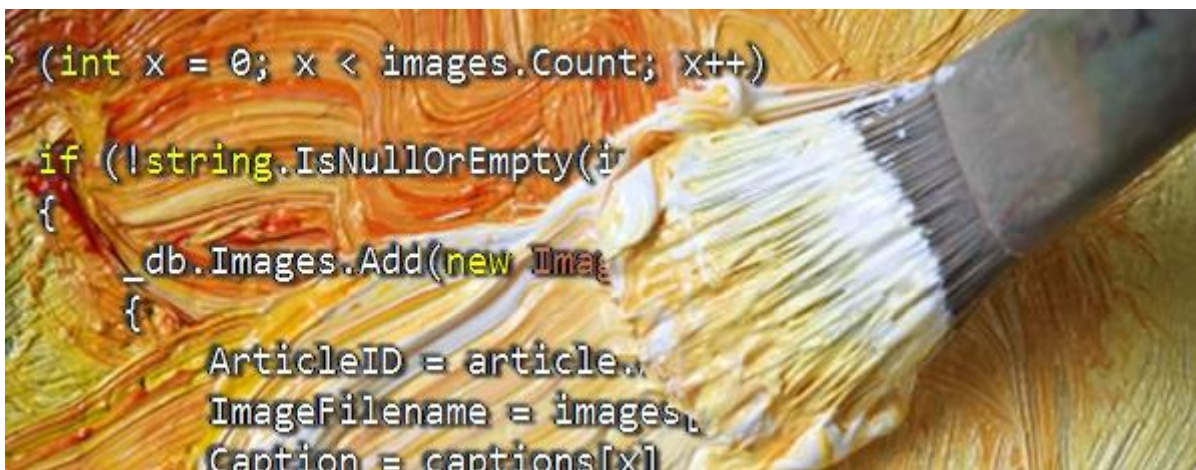 (int x = 0; x < images.Count; x++)
if (!string.IsNullOrEmpty(
{
_db.Images.Add(new
{
ArticleID = article.
ImageFilename = images[
Caption = captions[x]